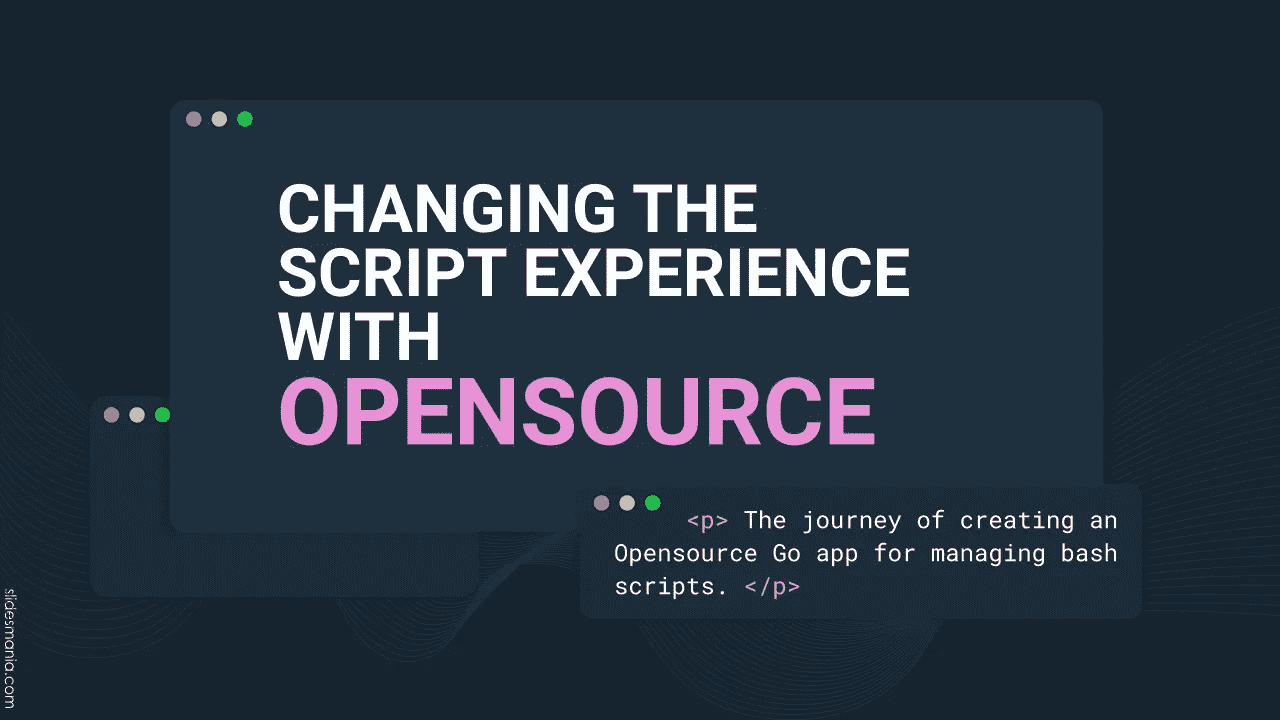 CHANGING THE
SCRIPT EXPERIENCE
WITH
OPENSOURCE
<p> The journey of creating an
Opensource Go app for managing bash
scripts. </p>
slidesmania.com